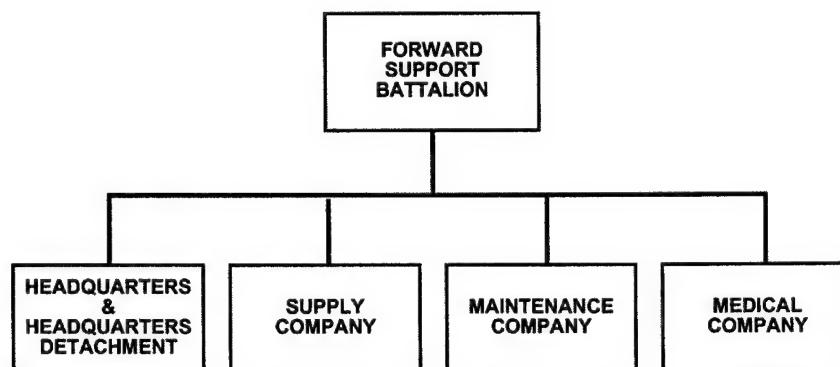 FORWARD
SUPPORT
BATTALION
HEADQUARTERS
&
HEADQUARTERS
DETACHMENT
SUPPLY
COMPANY
MAINTENANCE
COMPANY
MEDICAL
COMPANY